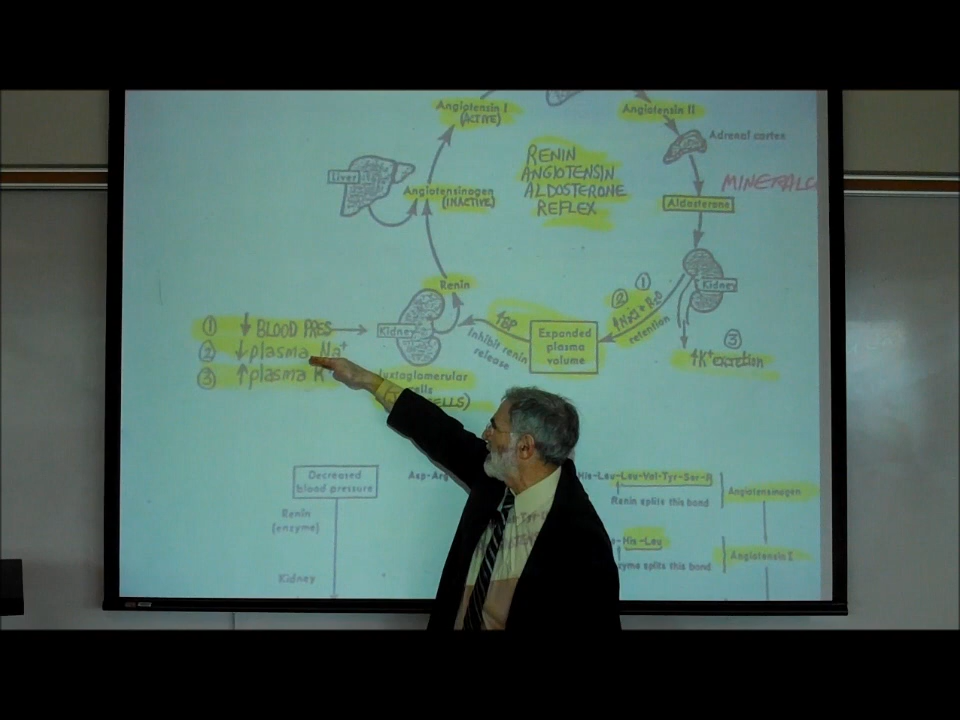 Angiotensin I
(ACTIVE)
Angiotensin II
Adrenal cortex
RENIN
ANGIOTENSIN
ALDOSTERONE
REFLEX
Liver
Angiotensinogen
(INACTIVE)
Aldosterone
Kidney
Renin
① ↓ BLOOD PRES
② ↓ plasma Na⁺
③ ↑ plasma K
Kidney
↑BP
Inhibit renin
release
Expanded
plasma
volume
② ①
↑NaCl + H₂O
retention
③
↑K⁺ excretion
Juxtaglomerular
cells
CELLS)
Decreased
blood pressure
Renin
(enzyme)
Kidney
Asp-Arg
His-Leu-Leu-Val-Tyr-Ser-R
Renin splits this bond
Angiotensinogen
His-Leu
splits this bond
Angiotensin I